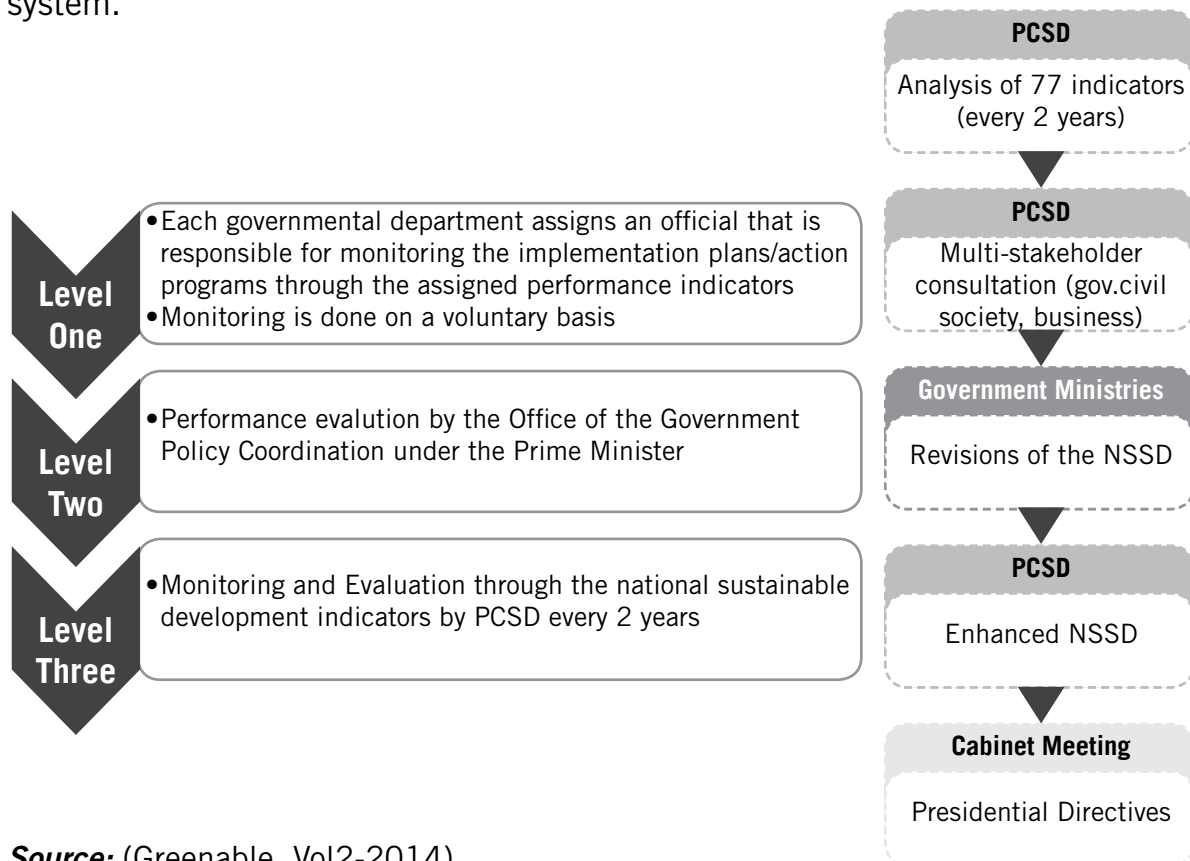 system.
Level
One
•Each governmental department assigns an official that is
responsible for monitoring the implementation plans/action
programs through the assigned performance indicators
•Monitoring is done on a voluntary basis
Level
Two
•Performance evalution by the Office of the Government
Policy Coordination under the Prime Minister
Level
Three
•Monitoring and Evaluation through the national sustainable
development indicators by PCSD every 2 years
PCSD
Analysis of 77 indicators
(every 2 years)
PCSD
Multi-stakeholder
consultation (gov.civil
society, business)
Government Ministries
Revisions of the NSSD
PCSD
Enhanced NSSD
Cabinet Meeting
Presidential Directives
Source: (Greenable, Vol2-2014)